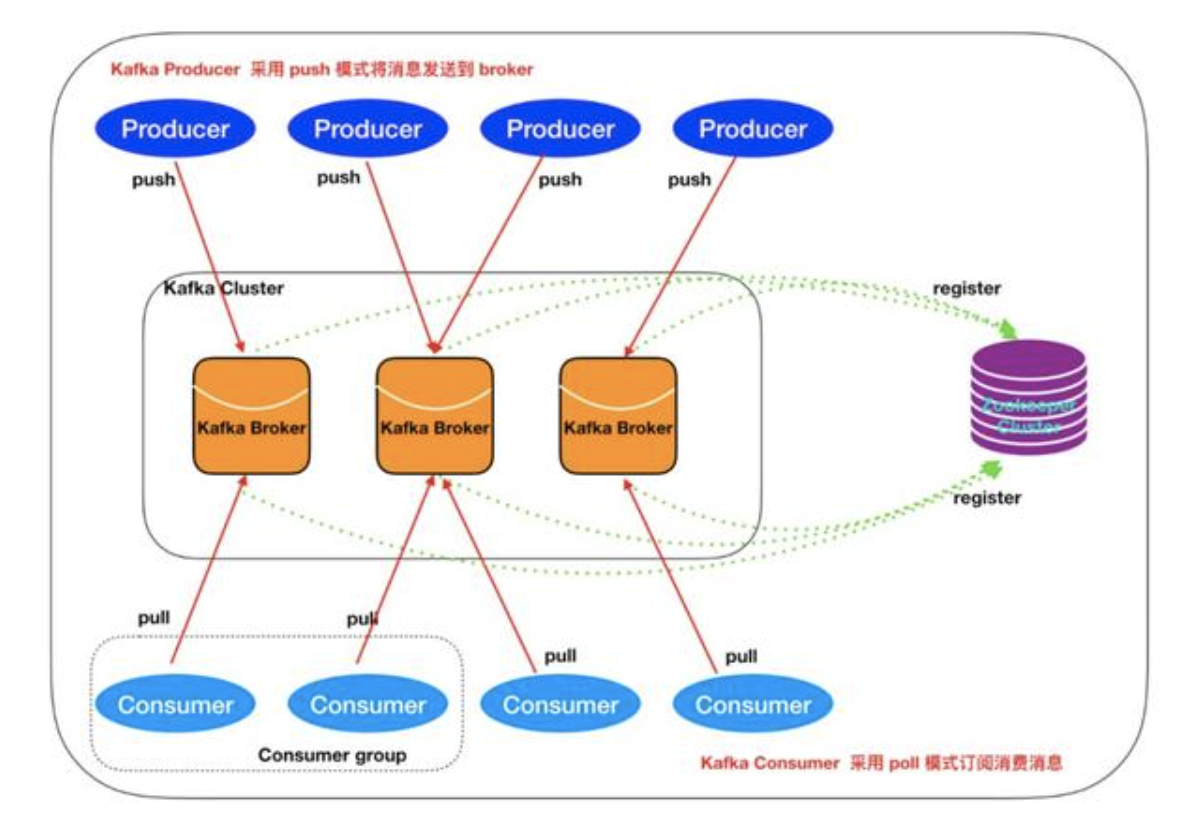 Kafka Producer 采用 push 模式将消息发送到 broker
Producer
Producer
Producer
Producer
push
push
push
push
Kafka Cluster
register
Kafka Broker
Kafka Broker
Kafka Broker
Zookeeper
Cluster
register
pull
pull
pull
pull
Consumer
Consumer
Consumer
Consumer
Consumer group
Kafka Consumer 采用 poll 模式订阅消费消息